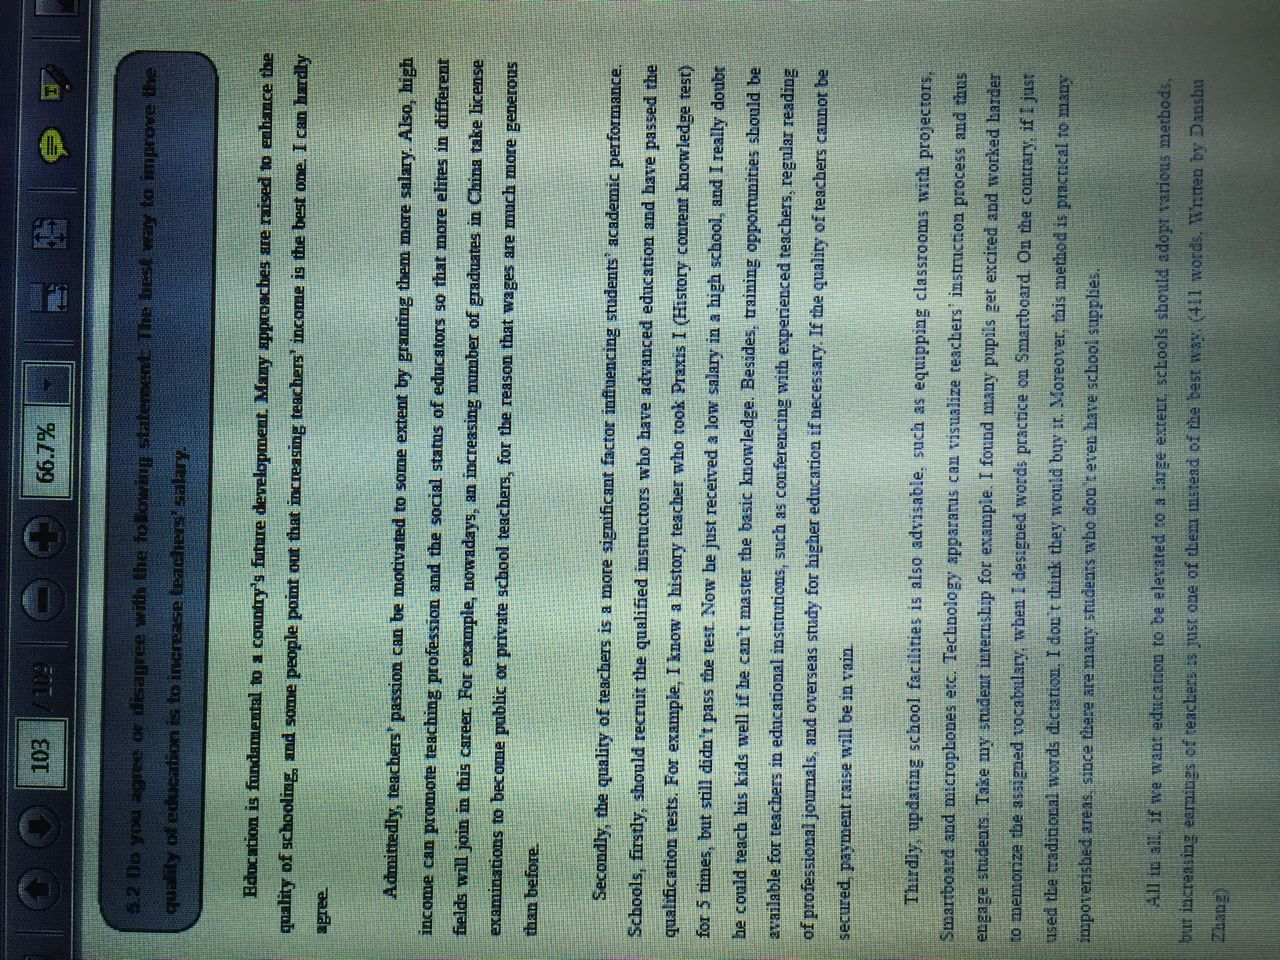 103 / 109
66.7%
5.2 Do you agree or disagree with the following statement: The best way to improve the
quality of education is to increase teachers' salary.
Education is fundamental to a country's future development. Many approaches are raised to enhance the
quality of schooling, and some people point out that increasing teachers' income is the best one. I can hardly
agree.
Admittedly, teachers' passion can be motivated to some extent by granting them more salary. Also, high
income can promote teaching profession and the social status of educators so that more elites in different
fields will join in this career. For example, nowadays, an increasing number of graduates in China take license
examinations to become public or private school teachers, for the reason that wages are much more generous
than before.
Secondly, the quality of teachers is a more significant factor influencing students' academic performance.
Schools, firstly, should recruit the qualified instructors who have advanced education and have passed the
qualification tests. For example, I know a history teacher who took Praxis I (History content knowledge test)
for 5 times, but still didn't pass the test. Now he just received a low salary in a high school, and I really doubt
he could teach his kids well if he can't master the basic knowledge. Besides, training opportunities should be
available for teachers in educational institutions, such as conferencing with experienced teachers, regular reading
of professional journals, and overseas study for higher education if necessary. If the quality of teachers cannot be
secured, payment raise will be in vain.
Thirdly, updating school facilities is also advisable, such as equipping classrooms with projectors,
Smartboard and microphones etc. Technology apparatus can visualize teachers' instruction process and thus
engage students. Take my student internship for example. I found many pupils get excited and worked harder
to memorize the assigned vocabulary, when I designed words practice on Smartboard. On the contrary, if I just
used the traditional words dictation, I don't think they would buy it. Moreover, this method is practical to many
impoverished areas, since there are many students who don't even have school supplies.
All in all, if we want education to be elevated to a large extent, schools should adopt various methods,
but increasing earnings of teachers is just one of them instead of the best way. (411 words, Written by Danshu
Zhang)